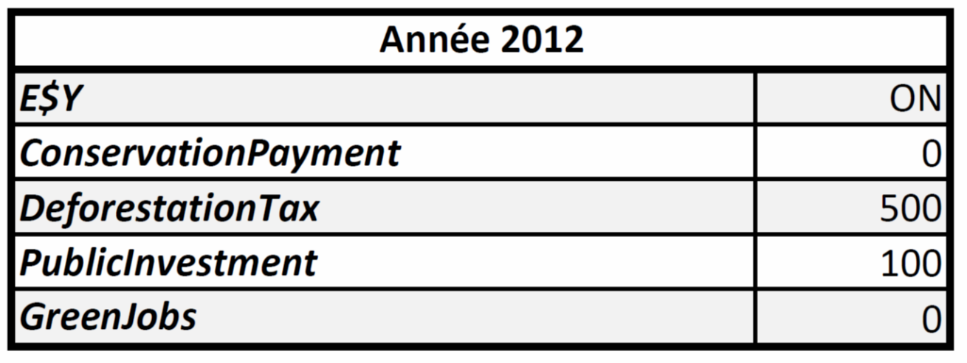 Année 2012
E$Y ON
ConservationPayment 0
DeforestationTax 500
PublicInvestment 100
GreenJobs 0